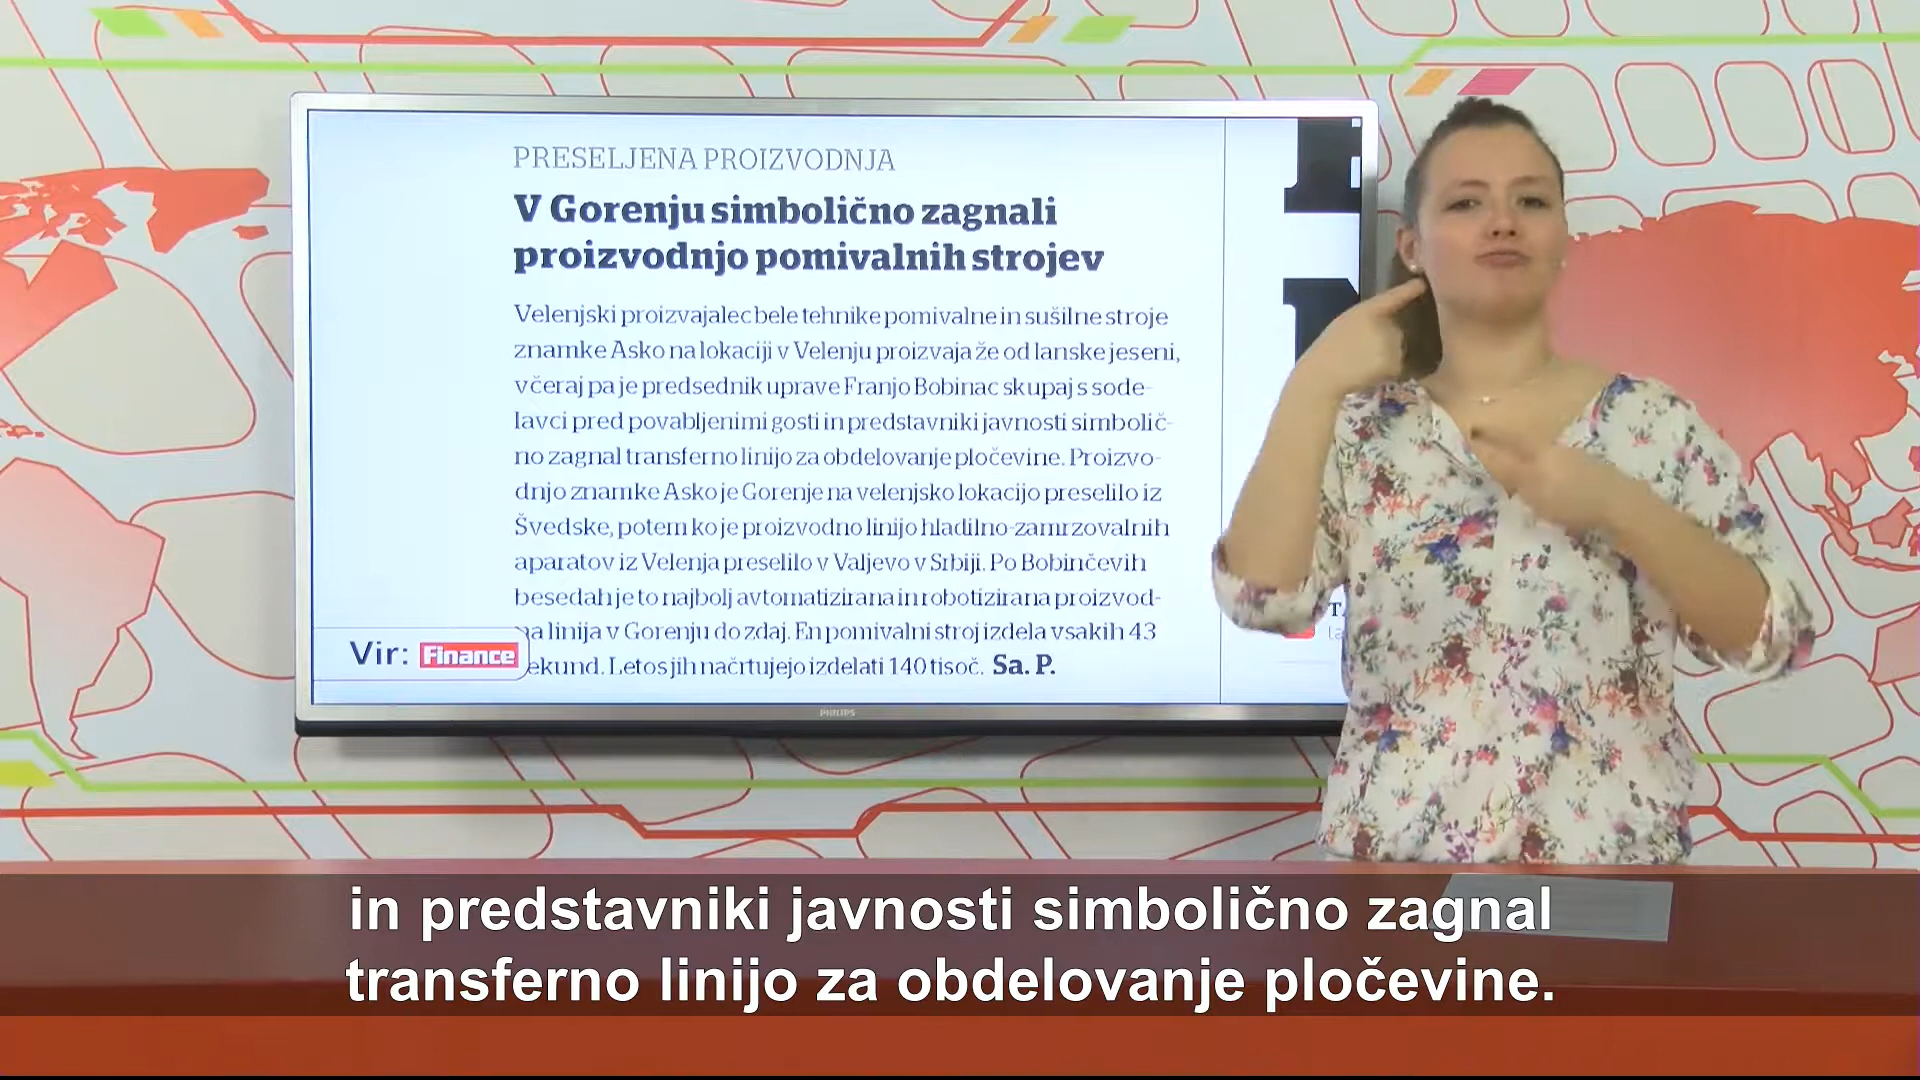 PRESELJENA PROIZVODNJA
V Gorenju simbolično zagnali
proizvodnjo pomivalnih strojev
Velenjski proizvajalec bele tehnike pomivalne in sušilne stroje
znamke Asko na lokaciji v Velenju proizvaja že od lanske jeseni,
včeraj pa je predsednik uprave Franjo Bobinac skupaj s sode-
lavci pred povabljenimi gosti in predstavniki javnosti simbolič-
no zagnal transferno linijo za obdelovanje pločevine. Proizvo-
dnjo znamke Asko je Gorenje na velenjsko lokacijo preselilo iz
Švedske, potem ko je proizvodno linijo hladilno-zamrzovalnih
aparatov iz Velenja preselilo v Valjevo v Srbiji. Po Bobinčevih
besedah je to najbolj avtomatizirana in robotizirana proizvod-
na linija v Gorenju do zdaj. En pomivalni stroj izdela vsakih 43
ekund. Letos jih načrtujejo izdelati 140 tisoč. Sa. P.
Vir: Finance
PHILIPS
in predstavniki javnosti simbolično zagnal
transferno linijo za obdelovanje pločevine.